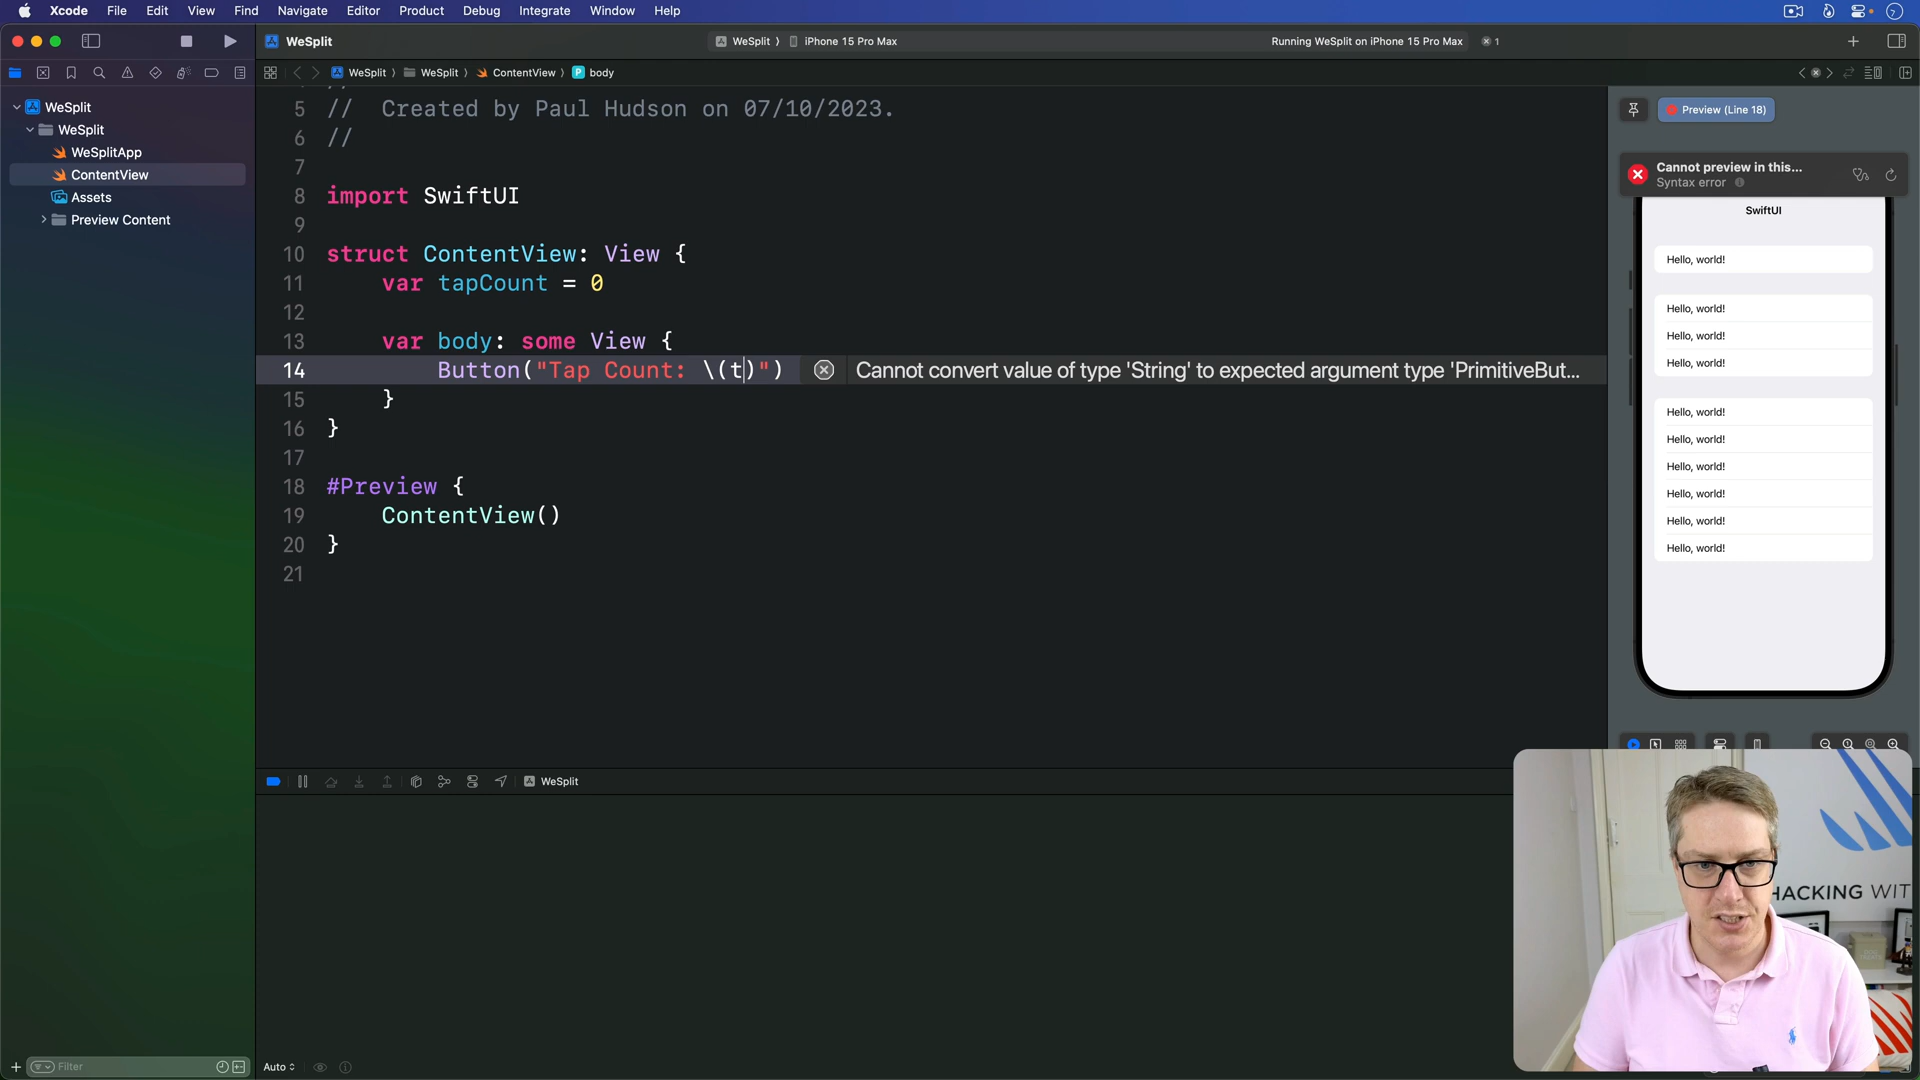 Xcode File Edit View Find Navigate Editor Product Debug Integrate Window Help
WeSplit
WeSplit 〉 iPhone 15 Pro Max
Running WeSplit on iPhone 15 Pro Max
1
WeSplit 〉 WeSplit 〉 ContentView 〉 P body
WeSplit
WeSplit
WeSplitApp
ContentView
Assets
Preview Content
5 // Created by Paul Hudson on 07/10/2023.
6 //
7
8 import SwiftUI
9
10 struct ContentView: View {
11 var tapCount = 0
12
13 var body: some View {
14 Button("Tap Count: \(t)")
Cannot convert value of type 'String' to expected argument type 'PrimitiveBut...
15 }
16 }
17
18 #Preview {
19 ContentView()
20 }
21
Preview (Line 18)
Cannot preview in this...
Syntax error
SwiftUI
Hello, world!
Hello, world!
Hello, world!
Hello, world!
Hello, world!
Hello, world!
Hello, world!
Hello, world!
Hello, world!
Hello, world!
WeSplit
HACKING WIT
Filter
Auto